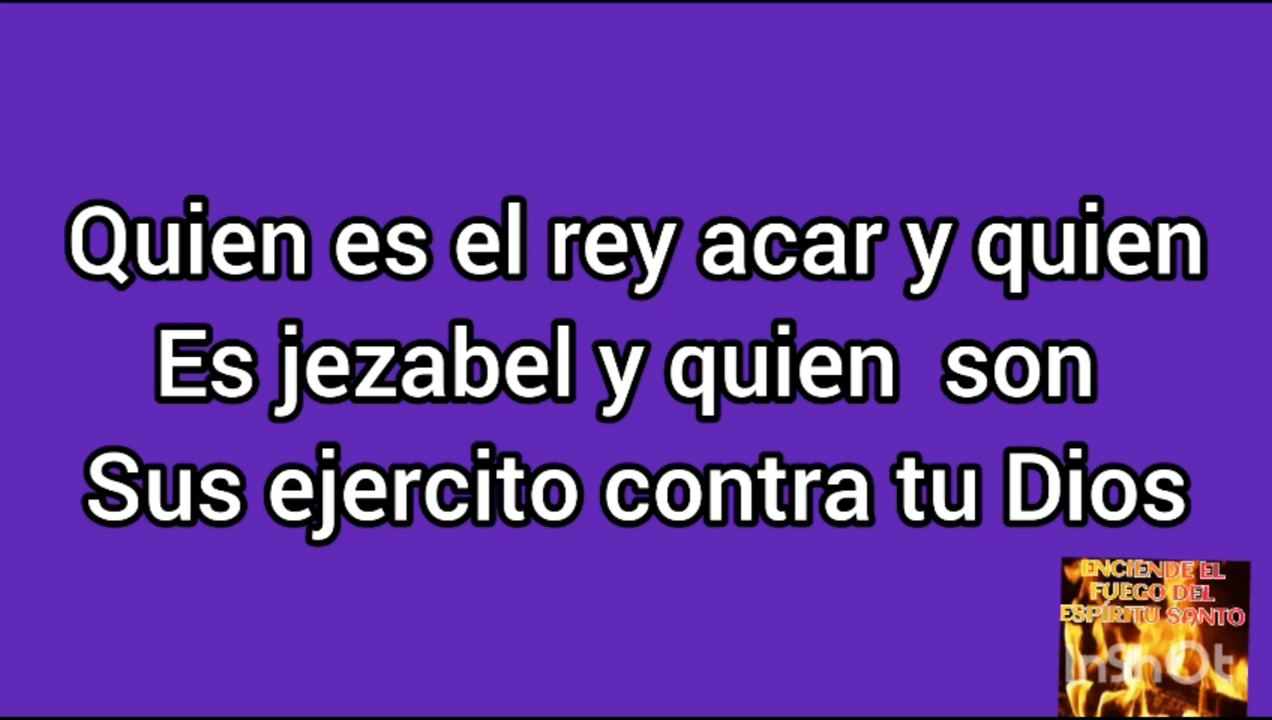 Quien es el rey acar y quien
Es jezabel y quien son
Sus ejercito contra tu Dios
ENCIENDE EL
FUEGO DEL
ESPÍRITU SANTO
InShOt